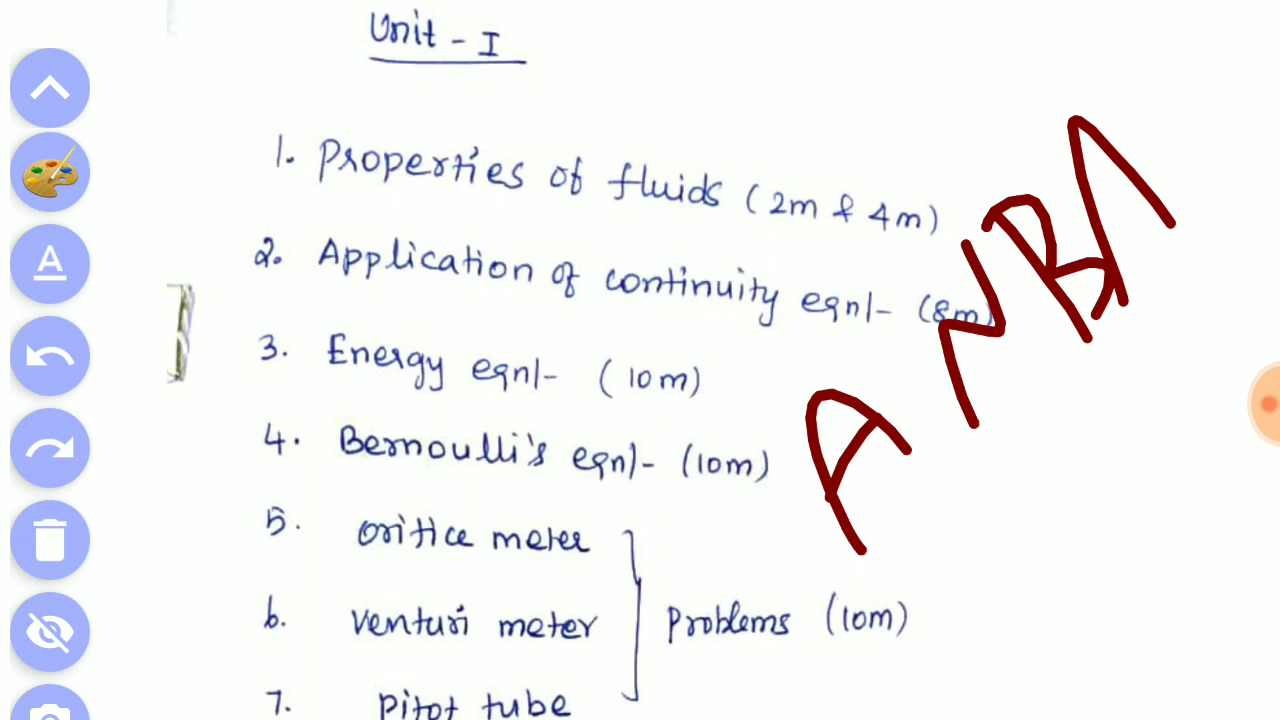 Unit - I
1. Properties of fluids (2m & 4m)
2. Application of continuity eqn/- (8m)
3. Energy eqn/- (10m)
4. Bernoulli's eqn/- (10m)
5. orifice meter
6. venturi meter
Problems (10m)
7. pitot tube
A